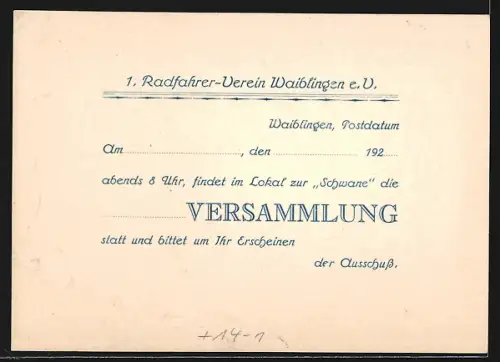 1. Radfahrer-Verein Waiblingen e.V.
Waiblingen, Postdatum
Am ........, den ........ 192....
abends 8 Uhr, findet im Lokal zur „Schwane" die
........ VERSAMMLUNG
statt und bittet um Ihr Erscheinen
der Ausschuß.
+14-1